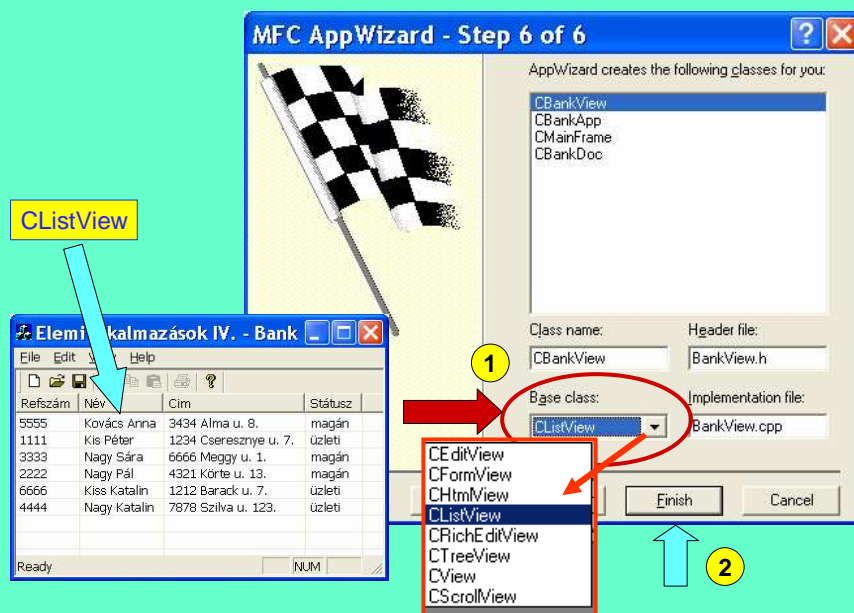 MFC AppWizard - Step 6 of 6
AppWizard creates the following classes for you:
CBankView
CBankApp
CMainFrame
CBankDoc
Class name:
Header file:
CBankView
BankView.h
Base class:
Implementation file:
CListView
BankView.cpp
Finish
Cancel
1
CEditView
CFormView
CHtmlView
CListView
CRichEditView
CTreeView
CView
CScrollView
2
CListView
Elemi kalmazások IV. - Bank
File Edit Help
Refszám Név Cim Státusz
5555 Kovács Anna 3434 Alma u. 8. magán
1111 Kis Péter 1234 Cseresznye u. 7. üzleti
3333 Nagy Sára 6666 Meggy u. 1. magán
2222 Nagy Pál 4321 Körte u. 13. magán
6666 Kiss Katalin 1212 Barack u. 7. üzleti
4444 Nagy Katalin 7878 Szilva u. 123. üzleti
Ready NUM